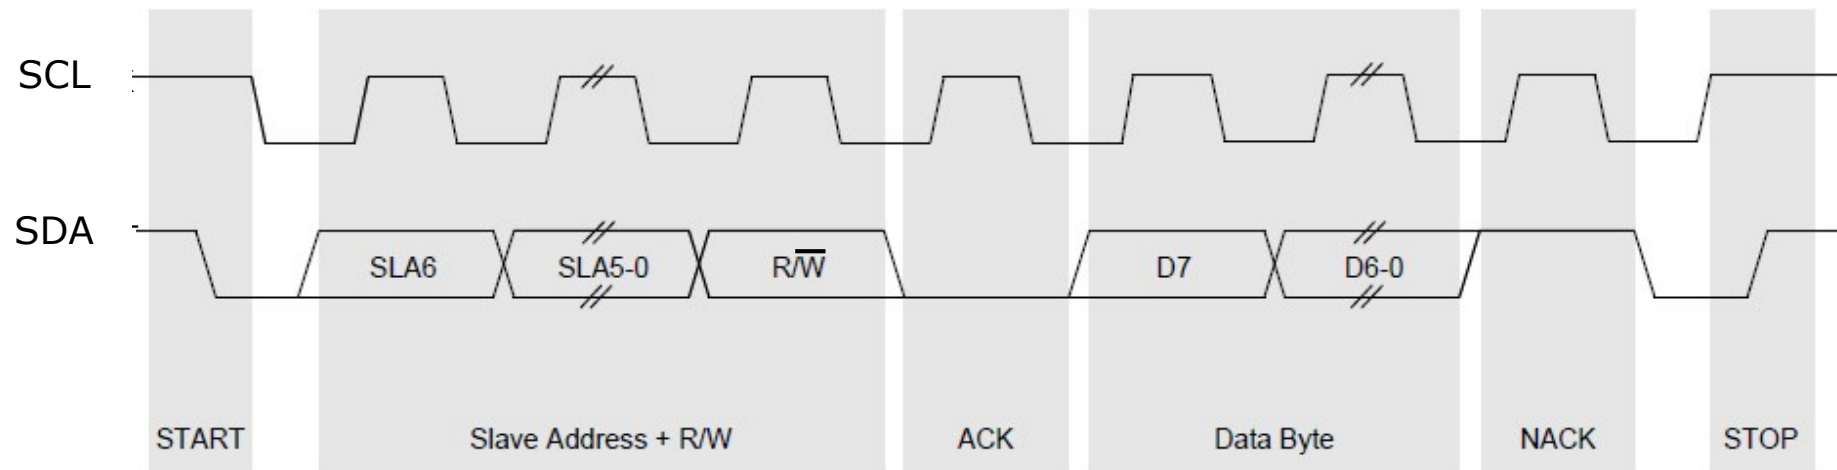 SCL
SDA
SLA6
SLA5-0
R/W̅
D7
D6-0
START
Slave Address + R/W
ACK
Data Byte
NACK
STOP